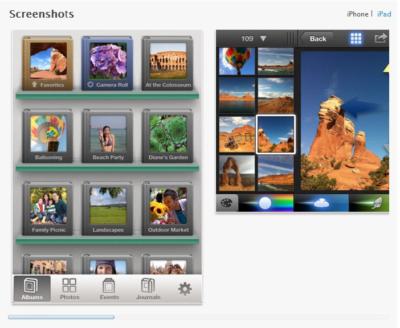 Screenshots
iPhone | iPad
109 ▼ Back
Favorites Camera Roll At the Colosseum
Ballooning Beach Party Diane's Garden
Family Picnic Landscapes Outdoor Market
Albums Photos Events Journals